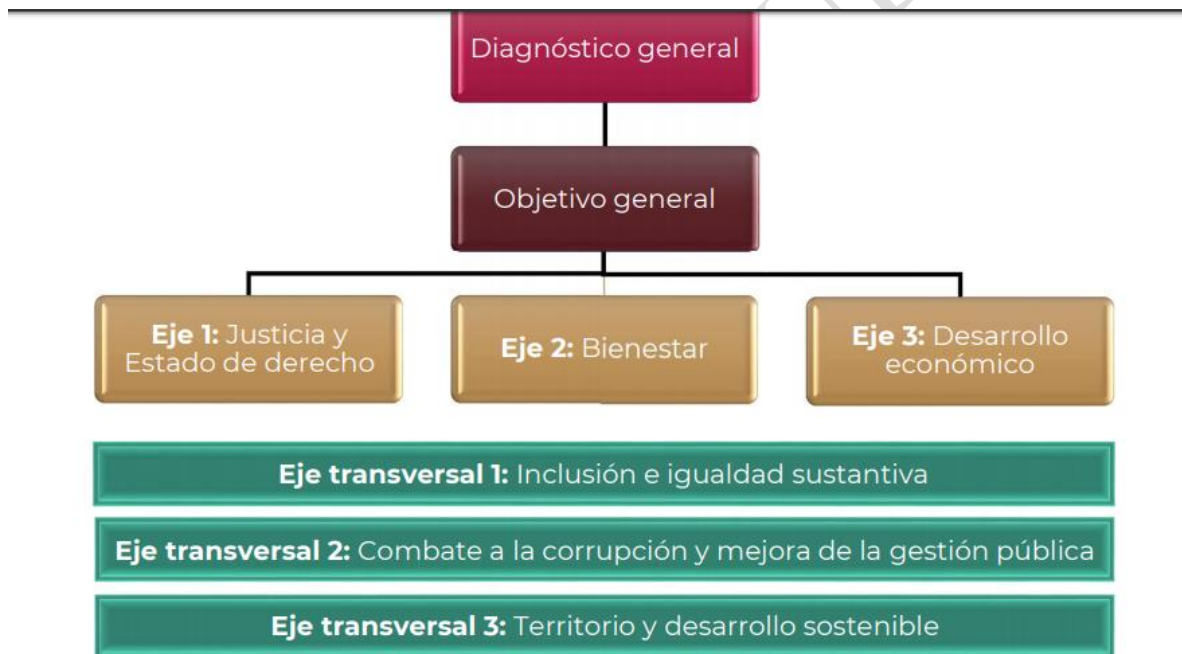 Diagnóstico general
Objetivo general
Eje 1: Justicia y
Estado de derecho
Eje 2: Bienestar
Eje 3: Desarrollo
económico
Eje transversal 1: Inclusión e igualdad sustantiva
Eje transversal 2: Combate a la corrupción y mejora de la gestión pública
Eje transversal 3: Territorio y desarrollo sostenible